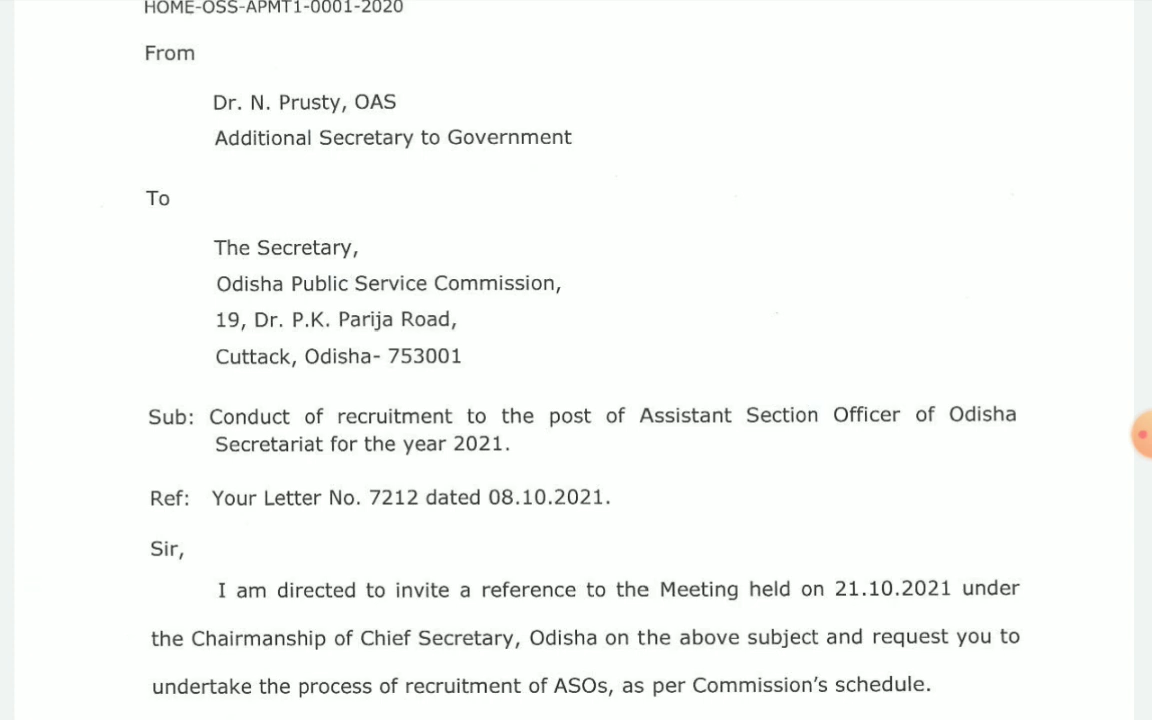 HOME-OSS-APMT1-0001-2020
From
Dr. N. Prusty, OAS
Additional Secretary to Government
To
The Secretary,
Odisha Public Service Commission,
19, Dr. P.K. Parija Road,
Cuttack, Odisha- 753001
Sub: Conduct of recruitment to the post of Assistant Section Officer of Odisha
Secretariat for the year 2021.
Ref: Your Letter No. 7212 dated 08.10.2021.
Sir,
I am directed to invite a reference to the Meeting held on 21.10.2021 under
the Chairmanship of Chief Secretary, Odisha on the above subject and request you to
undertake the process of recruitment of ASOs, as per Commission's schedule.